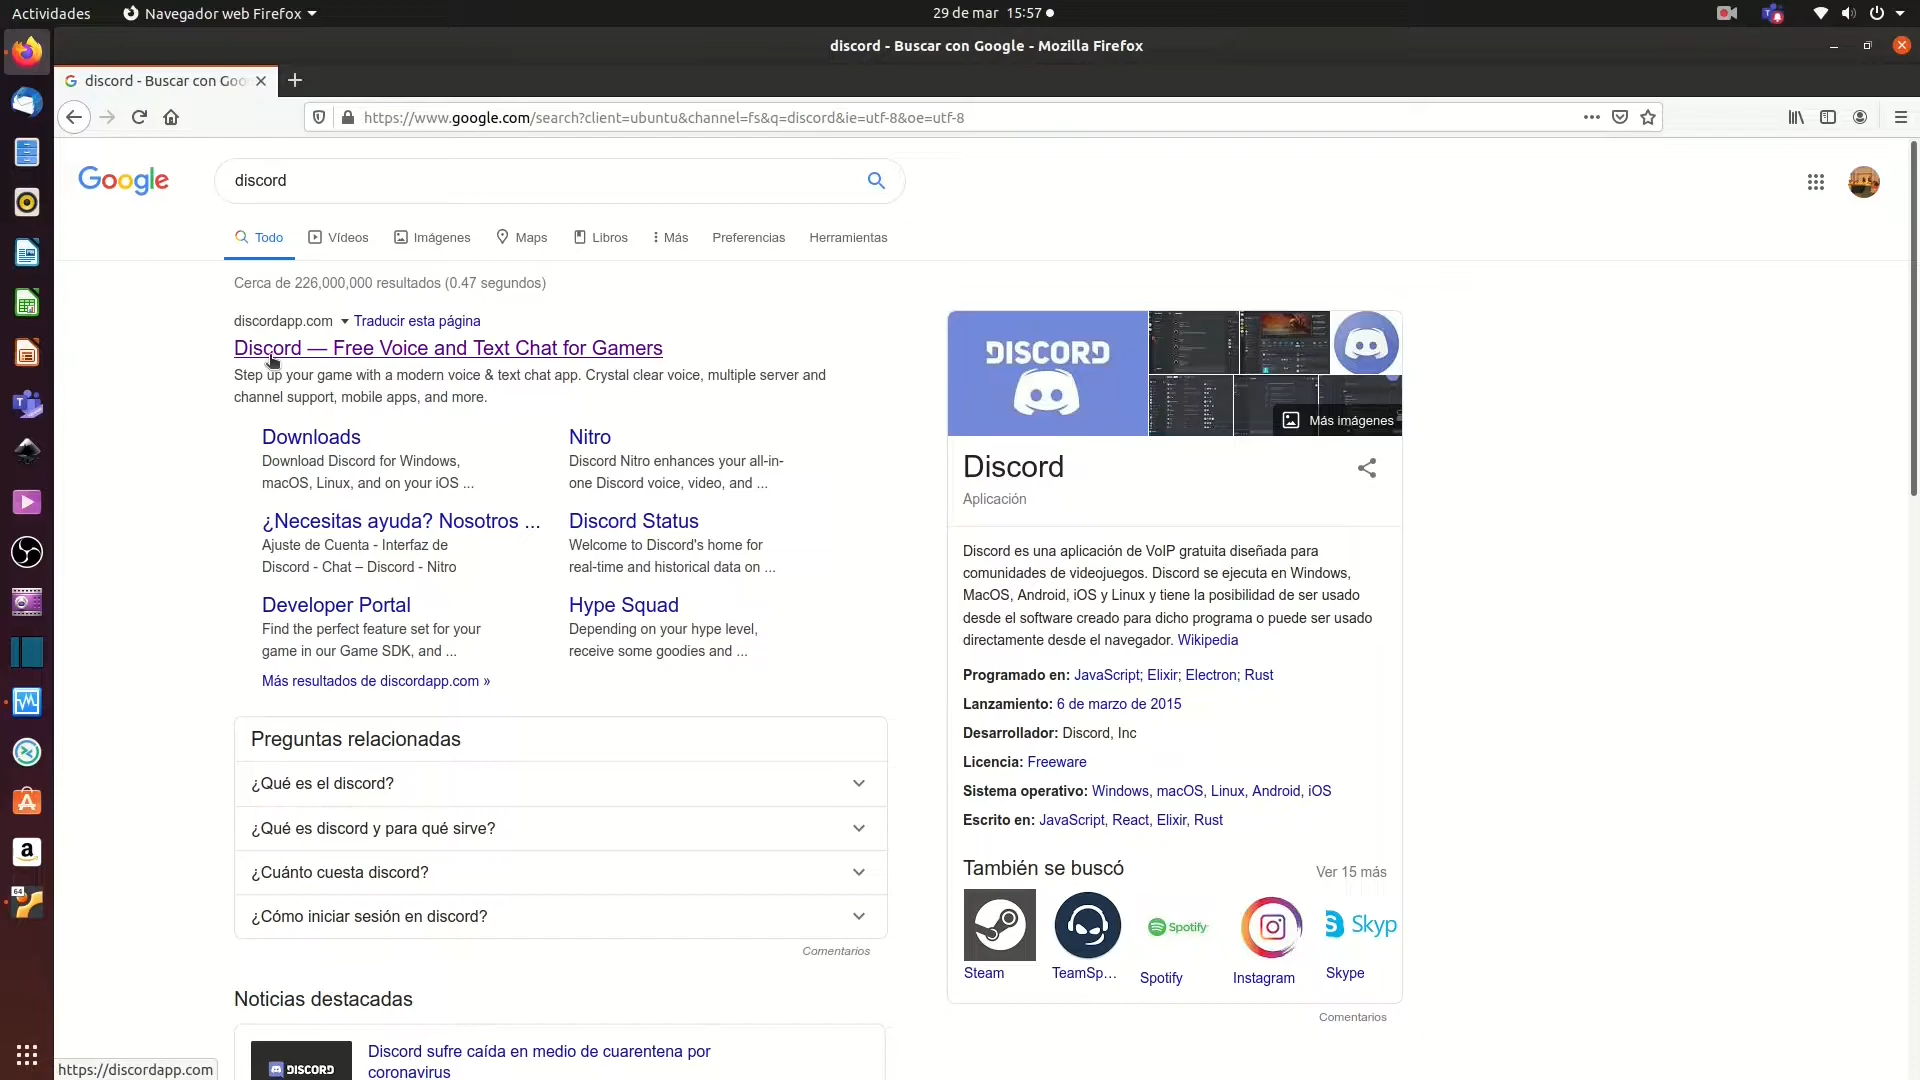 Actividades
Navegador web Firefox
29 de mar 15:57
discord - Buscar con Google - Mozilla Firefox
discord - Buscar con Goo
https://www.google.com/search?client=ubuntu&channel=fs&q=discord&ie=utf-8&oe=utf-8
Google
discord
Todo
Vídeos
Imágenes
Maps
Libros
Más
Preferencias
Herramientas
Cerca de 226,000,000 resultados (0.47 segundos)
discordapp.com
Traducir esta página
Discord — Free Voice and Text Chat for Gamers
Step up your game with a modern voice & text chat app. Crystal clear voice, multiple server and
channel support, mobile apps, and more.
Downloads
Download Discord for Windows,
macOS, Linux, and on your iOS ...
Nitro
Discord Nitro enhances your all-in-
one Discord voice, video, and ...
¿Necesitas ayuda? Nosotros ...
Ajuste de Cuenta - Interfaz de
Discord - Chat – Discord - Nitro
Discord Status
Welcome to Discord's home for
real-time and historical data on ...
Developer Portal
Find the perfect feature set for your
game in our Game SDK, and ...
Hype Squad
Depending on your hype level,
receive some goodies and ...
Más resultados de discordapp.com »
Preguntas relacionadas
¿Qué es el discord?
¿Qué es discord y para qué sirve?
¿Cuánto cuesta discord?
¿Cómo iniciar sesión en discord?
Comentarios
Noticias destacadas
DISCORD
Discord sufre caída en medio de cuarentena por
coronavirus
DISCORD
Más imágenes
Discord
Aplicación
Discord es una aplicación de VoIP gratuita diseñada para
comunidades de videojuegos. Discord se ejecuta en Windows,
MacOS, Android, iOS y Linux y tiene la posibilidad de ser usado
desde el software creado para dicho programa o puede ser usado
directamente desde el navegador. Wikipedia
Programado en: JavaScript; Elixir; Electron; Rust
Lanzamiento: 6 de marzo de 2015
Desarrollador: Discord, Inc
Licencia: Freeware
Sistema operativo: Windows, macOS, Linux, Android, iOS
Escrito en: JavaScript, React, Elixir, Rust
También se buscó
Ver 15 más
Spotify
Skyp
Steam
TeamSp...
Spotify
Instagram
Skype
Comentarios
64
https://discordapp.com